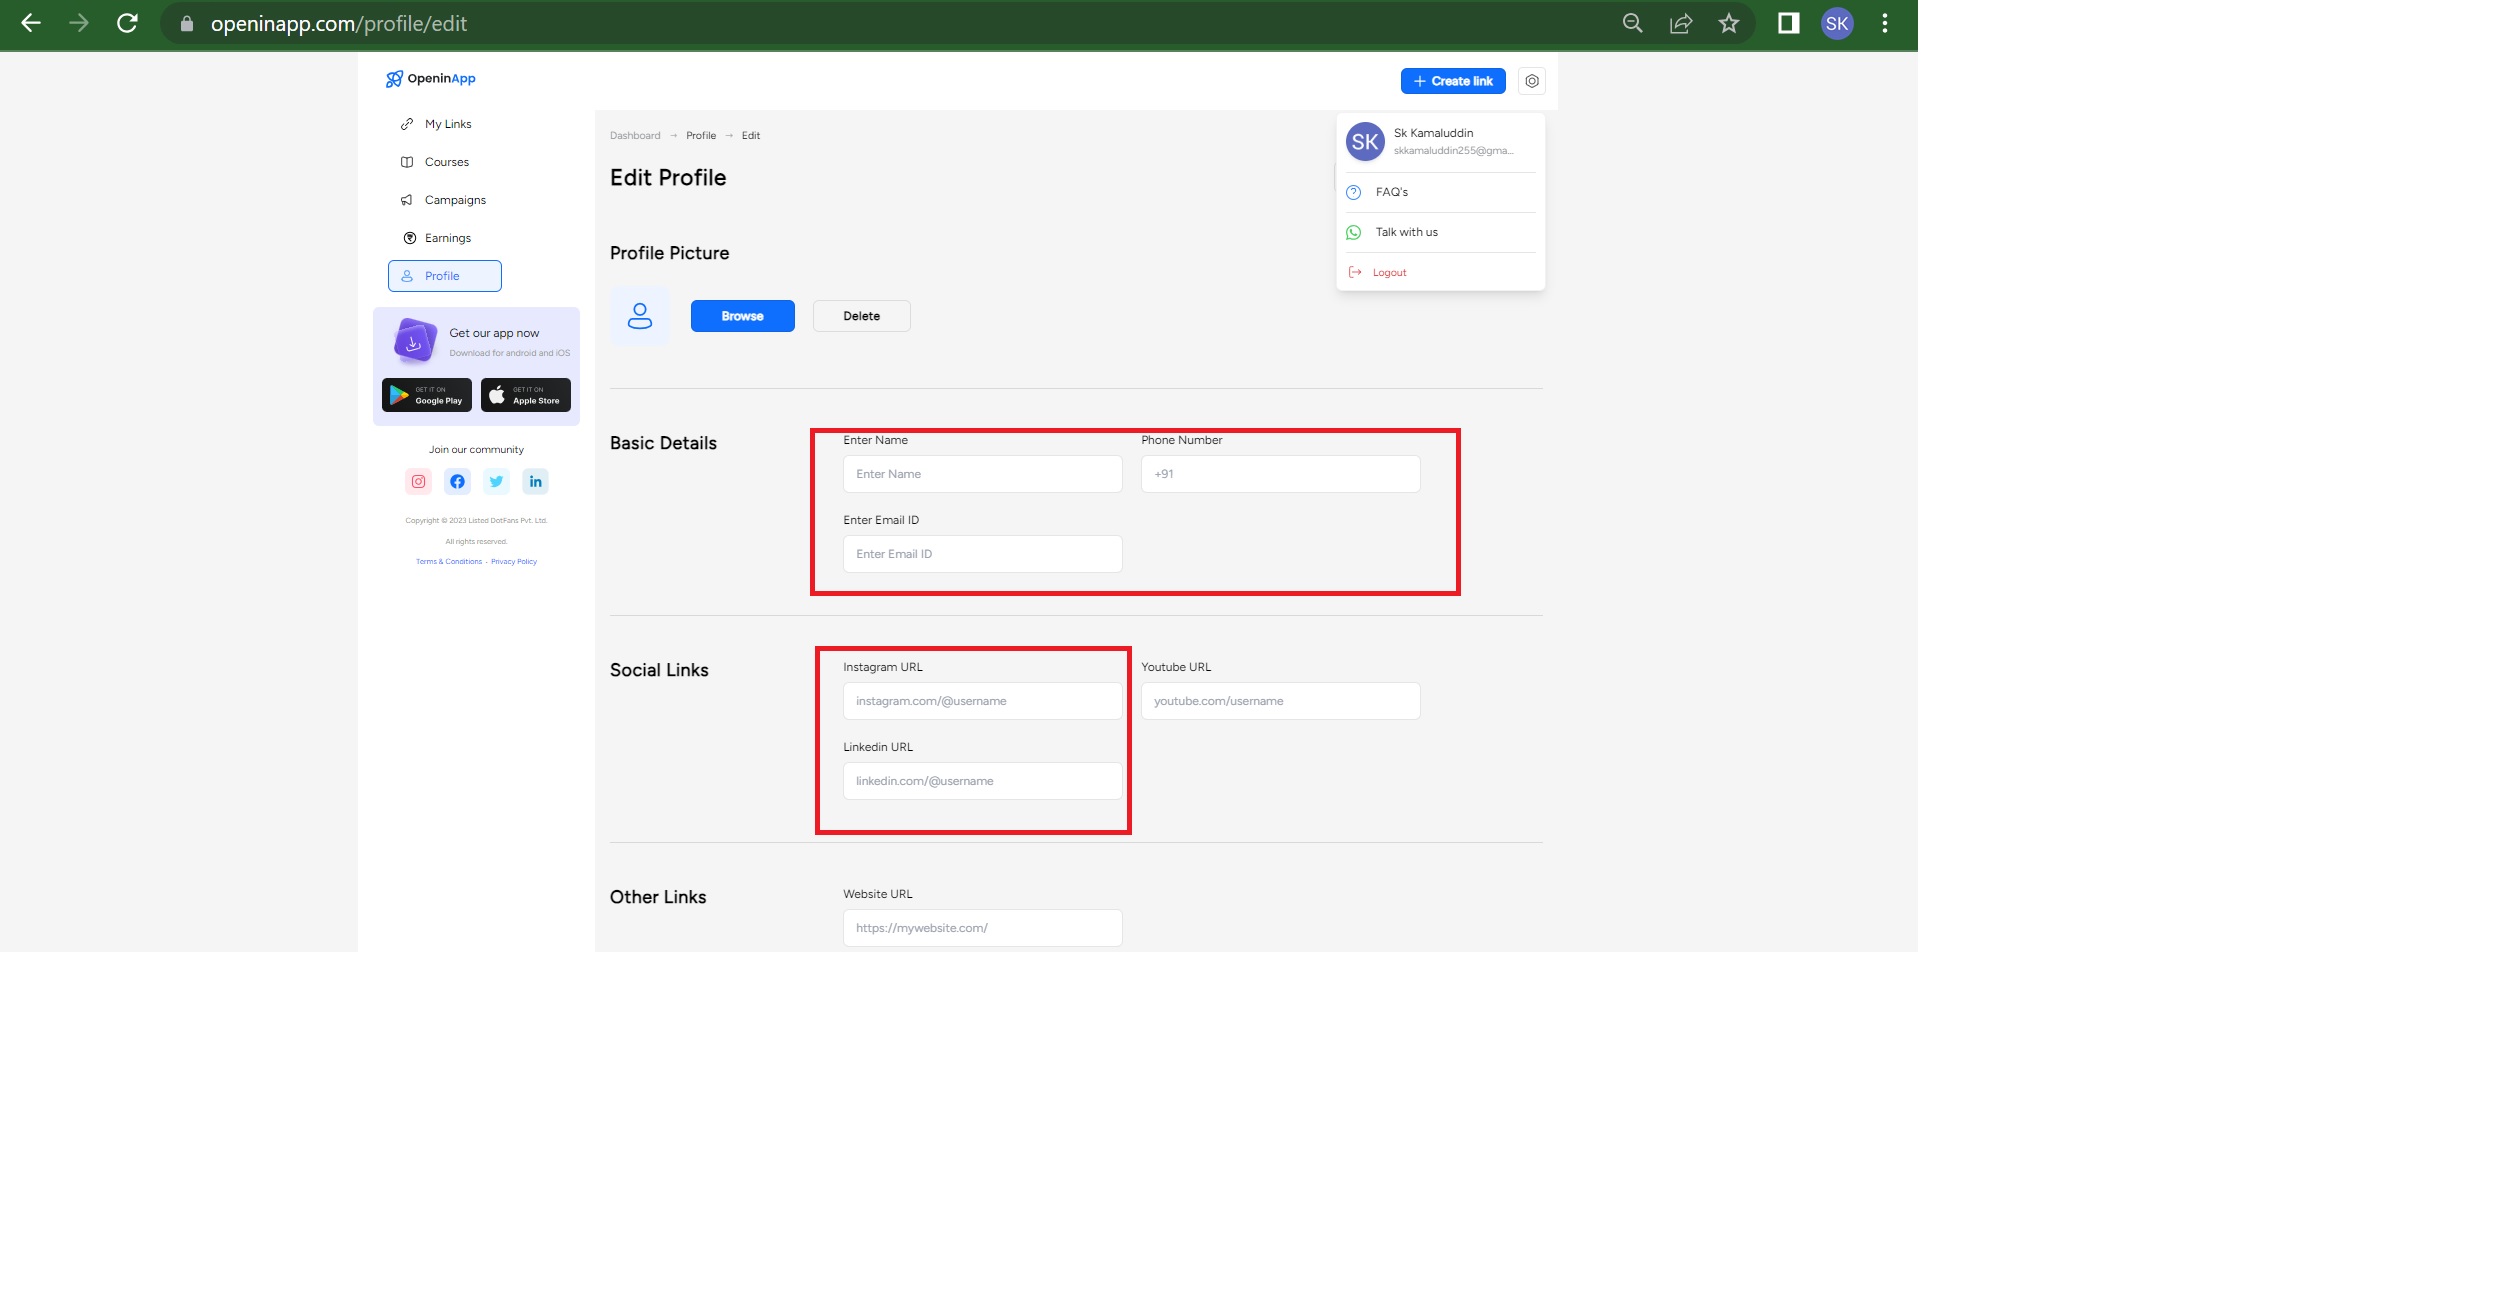 openinapp.com/profile/edit
SK
OpeninApp
+ Create link
My Links
Courses
Campaigns
Earnings
Profile
Get our app now
Download for android and iOS
GET IT ON
Google Play
GET IT ON
Apple Store
Join our community
Copyright © 2023 Listed DotFans Pvt. Ltd.
All rights reserved.
Terms & Conditions • Privacy Policy
Dashboard → Profile → Edit
Edit Profile
SK
Sk Kamaluddin
skkamaluddin255@gma...
FAQ's
Talk with us
Logout
Profile Picture
Browse
Delete
Basic Details
Enter Name
Phone Number
Enter Name
+91
Enter Email ID
Enter Email ID
Social Links
Instagram URL
Youtube URL
instagram.com/@username
youtube.com/username
Linkedin URL
linkedin.com/@username
Other Links
Website URL
https://mywebsite.com/